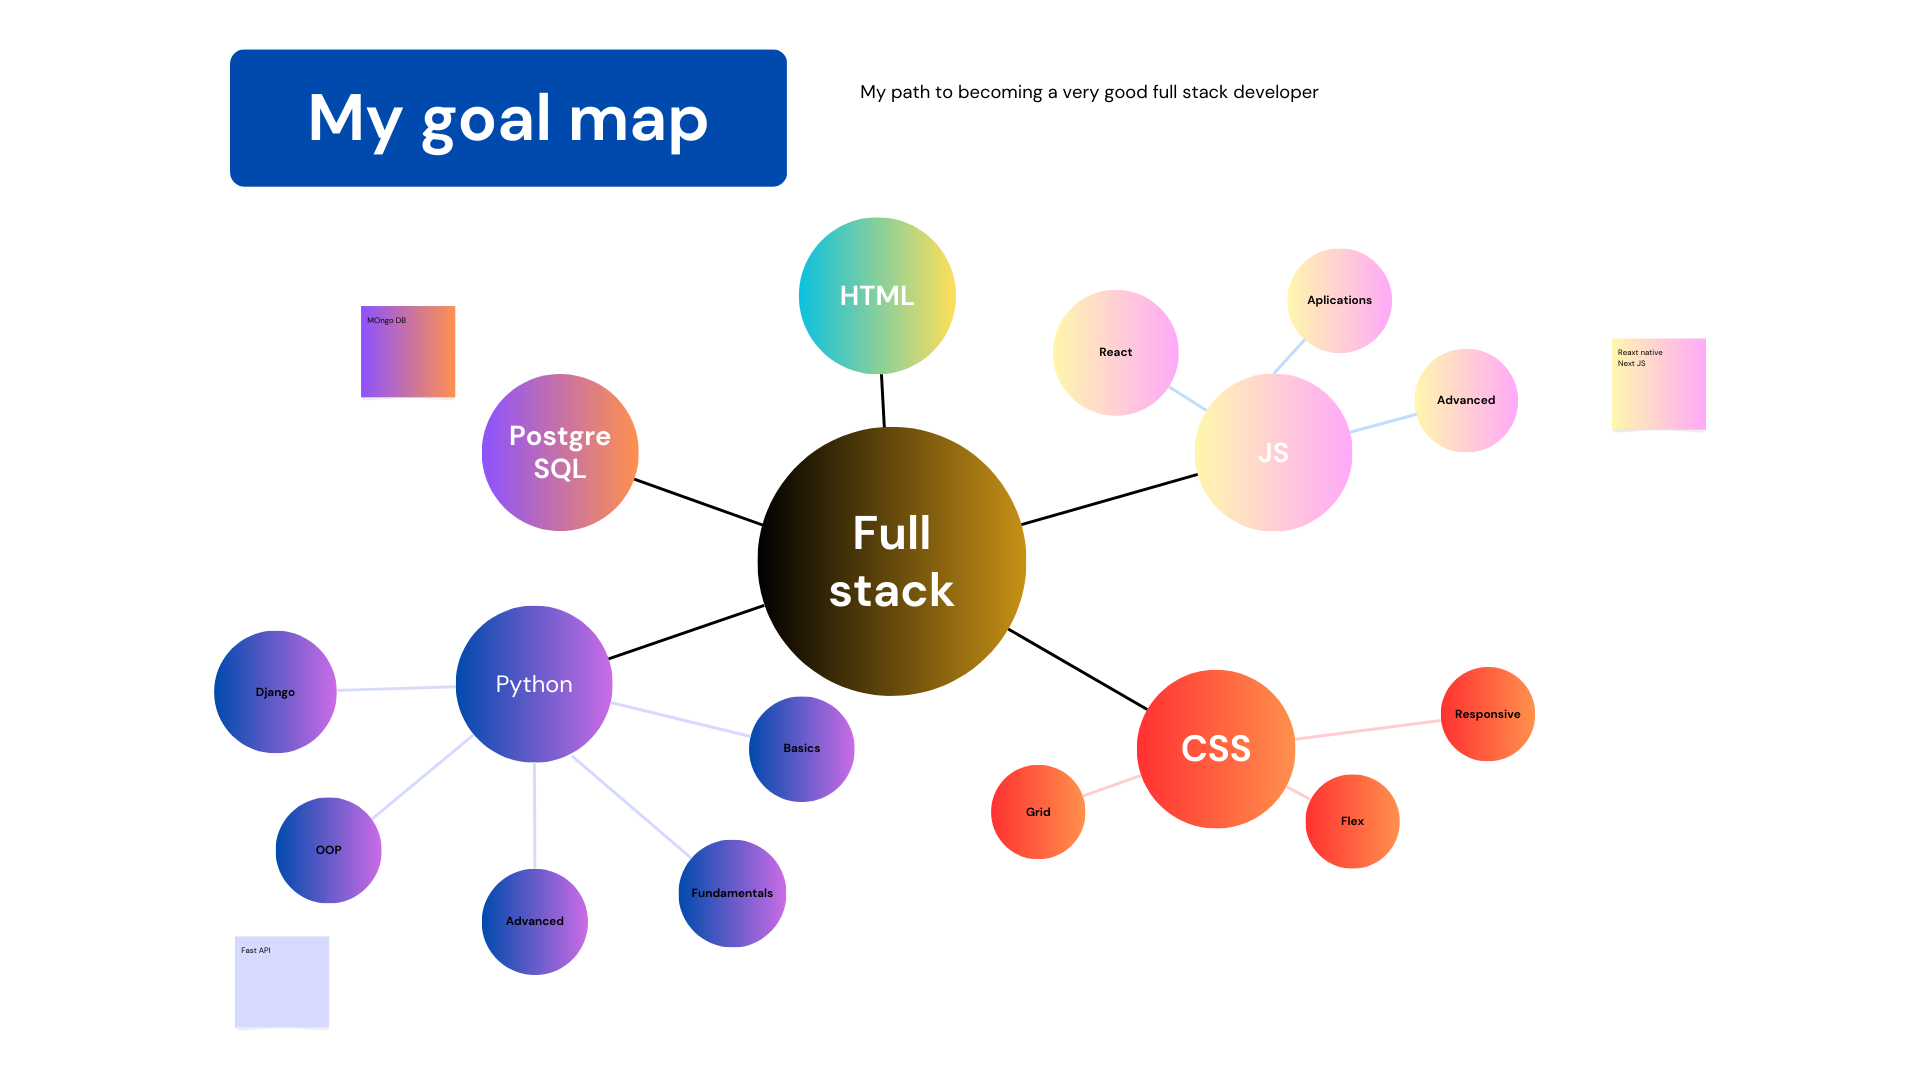 My goal map
My path to becoming a very good full stack developer
HTML
Aplications
MOngo DB
React
Reaxt native
Next JS
Advanced
Postgre
SQL
JS
Full
stack
Python
Django
Responsive
Basics
CSS
Grid
Flex
OOP
Fundamentals
Advanced
Fast API